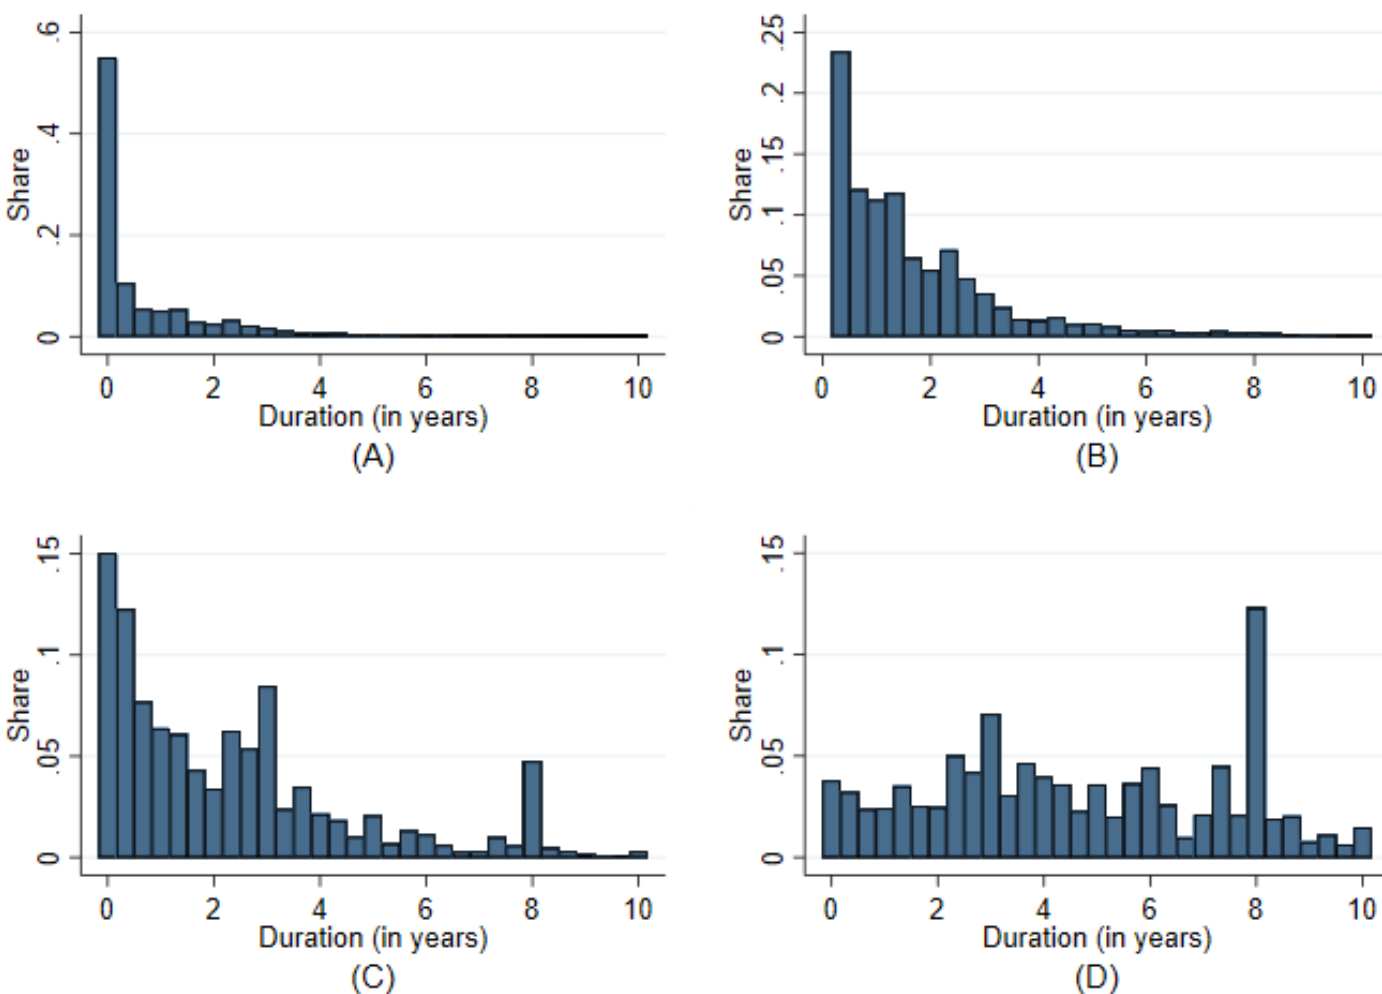 .6
.4
.2
0
Share
0 2 4 6 8 10
Duration (in years)
(A)
.25
.2
.15
.1
.05
0
Share
0 2 4 6 8 10
Duration (in years)
(B)
.15
.1
.05
0
Share
0 2 4 6 8 10
Duration (in years)
(C)
.15
.1
.05
0
Share
0 2 4 6 8 10
Duration (in years)
(D)